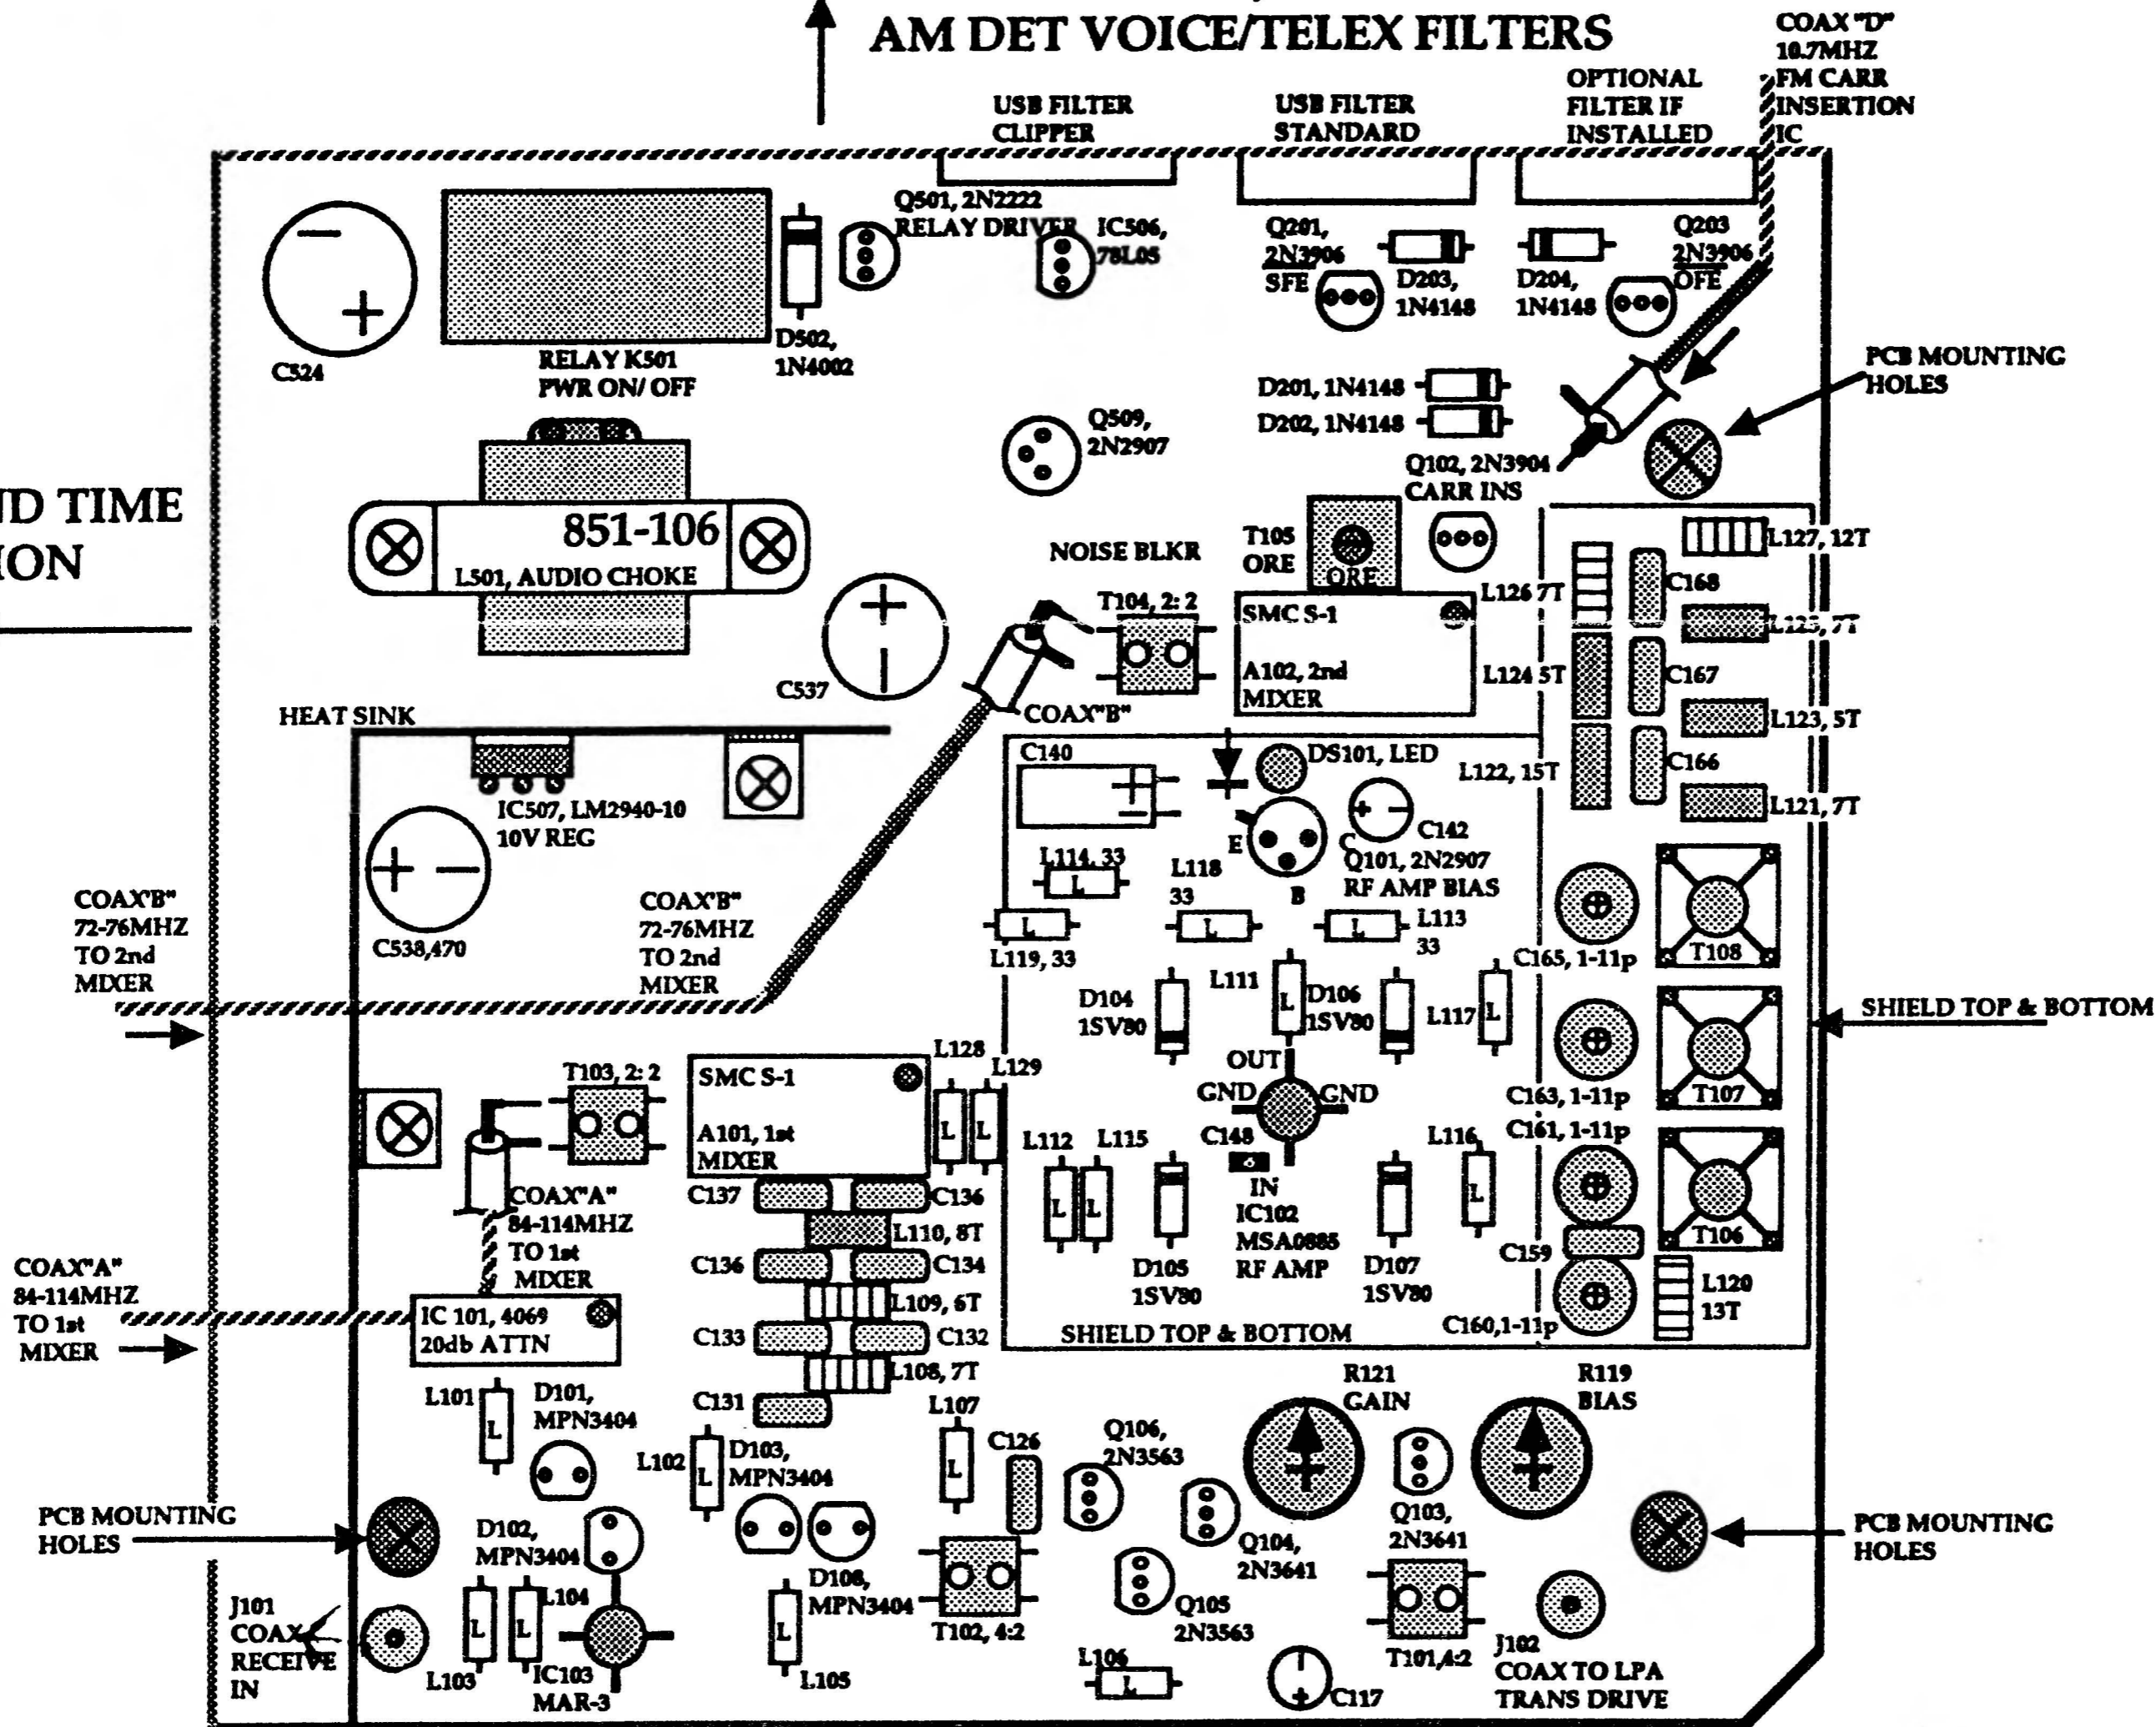 AM DET VOICE/TELEX FILTERS
COAX "D"
10.7MHZ
FM CARR
INSERTION
IC
USB FILTER
CLIPPER
USB FILTER
STANDARD
OPTIONAL
FILTER IF
INSTALLED
C524
RELAY K501
PWR ON/ OFF
D502,
1N4002
Q501, 2N2222
RELAY DRIVER
IC506,
78L05
Q201,
2N3906
SFE
D203,
1N4148
D204,
1N4148
Q203
2N3906
OFE
PCB MOUNTING
HOLES
D201, 1N4148
D202, 1N4148
Q509,
2N2907
Q102, 2N3904
CARR INS
ND TIME
ION
851-106
L501, AUDIO CHOKE
C537
NOISE BLKR
T104, 2: 2
T105
ORE
ORE
SMC S-1
A102, 2nd
MIXER
L127, 12T
L126 7T
C168
L125, 7T
L124 5T
C167
L123, 5T
L122, 15T
C166
L121, 7T
COAX"B"
HEAT SINK
IC507, LM2940-10
10V REG
C538,470
C140
DS101, LED
E
C
B
C142
Q101, 2N2907
RF AMP BIAS
L114, 33
L118
33
L113
33
L119, 33
COAX"B"
72-76MHZ
TO 2nd
MIXER
COAX"B"
72-76MHZ
TO 2nd
MIXER
C165, 1-11p
T108
D104
1SV80
L111
L
D106
1SV80
L117
SHIELD TOP & BOTTOM
C163, 1-11p
T107
OUT
GND
GND
C148
6
IN
IC102
MSA0885
RF AMP
L112
L115
L116
C161, 1-11p
T106
D105
1SV80
D107
1SV80
C159
C160,1-11p
L120
13T
SHIELD TOP & BOTTOM
T103, 2: 2
SMC S-1
A101, 1st
MIXER
L128
L129
COAX"A"
84-114MHZ
TO 1st
MIXER
COAX"A"
84-114MHZ
TO 1st
MIXER
IC 101, 4069
20db ATTN
C137
C136
L110, 8T
C136
C134
L109, 6T
C133
C132
L108, 7T
C131
L101
D101,
MPN3404
L102
D103,
MPN3404
L107
C126
Q106,
2N3563
R121
GAIN
R119
BIAS
Q104,
2N3641
Q103,
2N3641
Q105
2N3563
PCB MOUNTING
HOLES
PCB MOUNTING
HOLES
D102,
MPN3404
D108,
MPN3404
T102, 4:2
T101,4:2
J101
COAX
RECEIVE
IN
L103
L104
IC103
MAR-3
L105
L106
C117
J102
COAX TO LPA
TRANS DRIVE